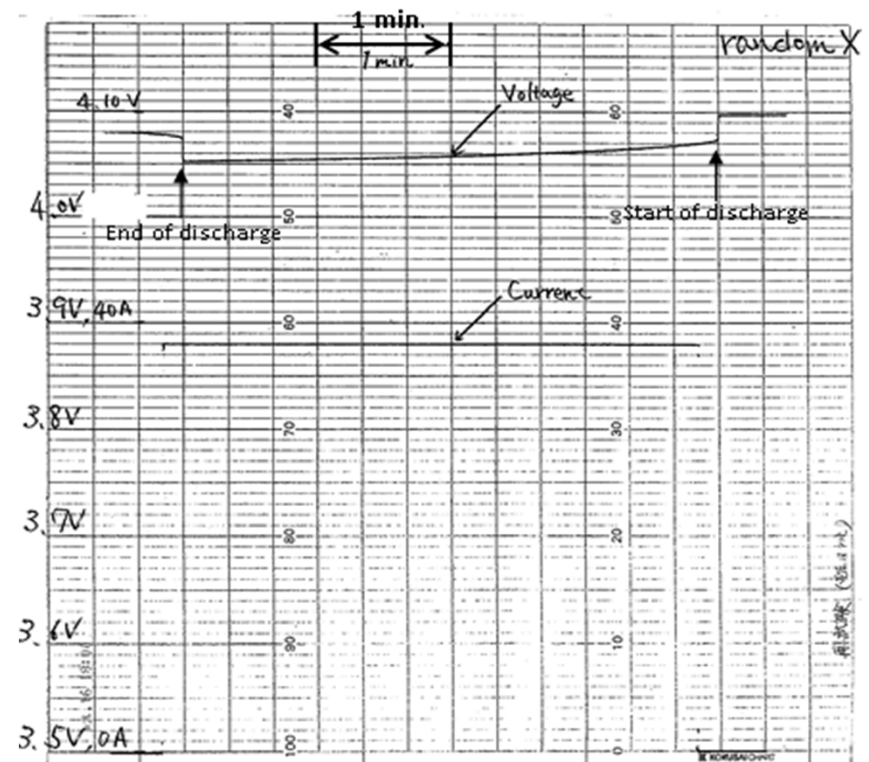 1 min.
1 min
random X
Voltage
4.10V
40
60
4.0V
50
50
Start of discharge
End of discharge
Current
3.9V, 40A
60
40
3.8V
70
30
3.7V
80
20
3.6V
90
10
3.5V, 0A
100
0